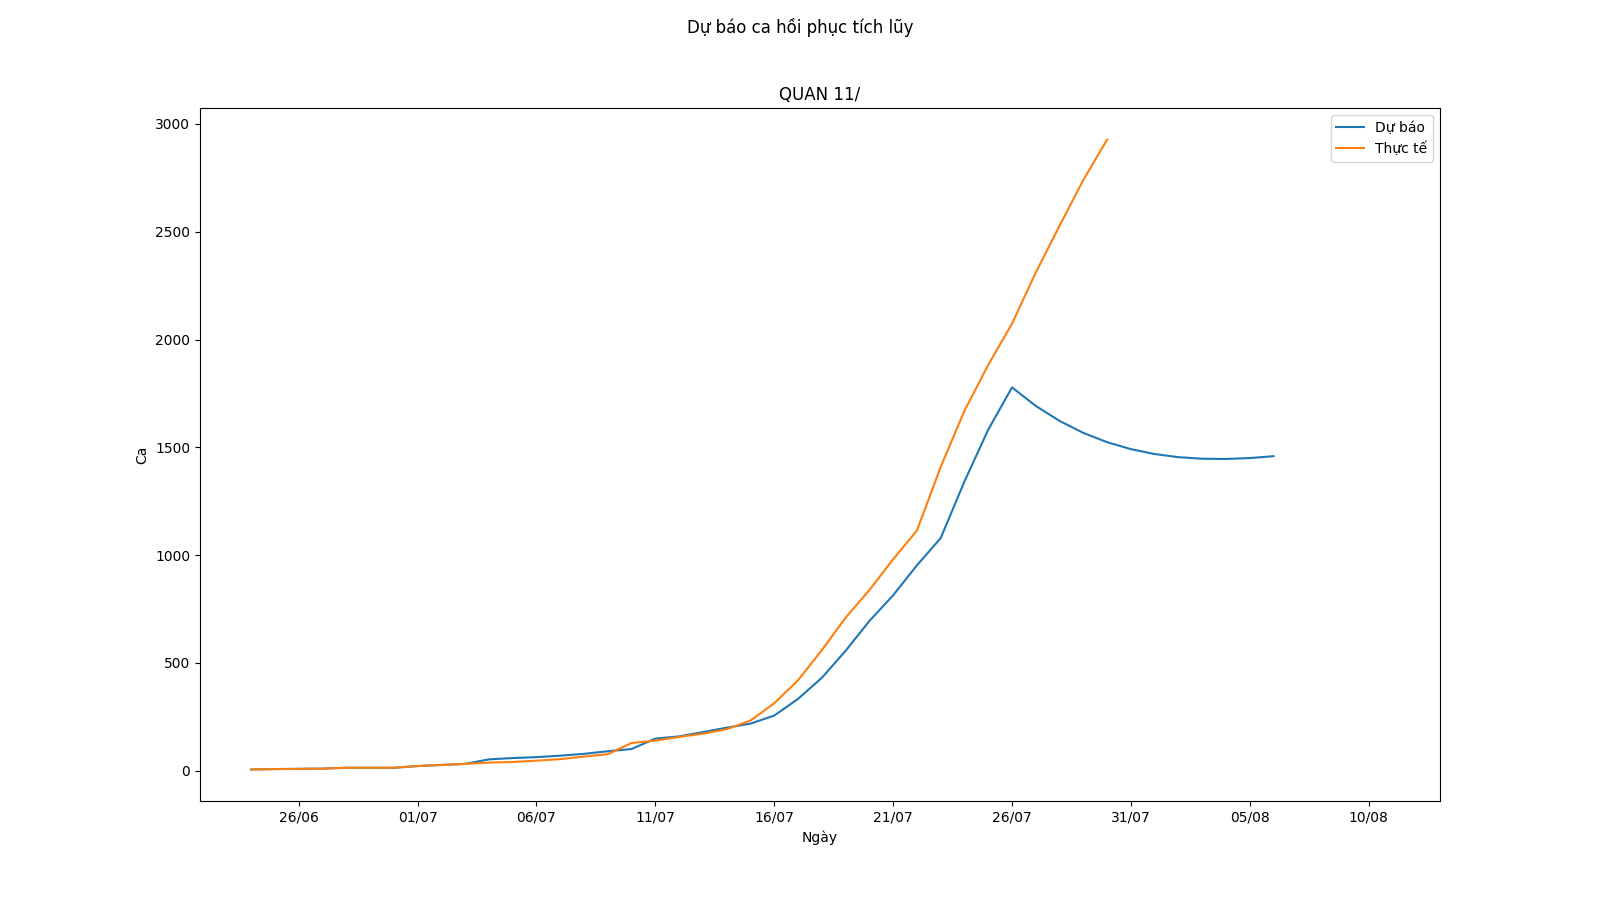 Dự báo ca hồi phục tích lũy
QUAN 11/
3000
2500
2000
1500
1000
500
0
Ca
Dự báo
Thực tế
26/06 01/07 06/07 11/07 16/07 21/07 26/07 31/07 05/08 10/08
Ngày